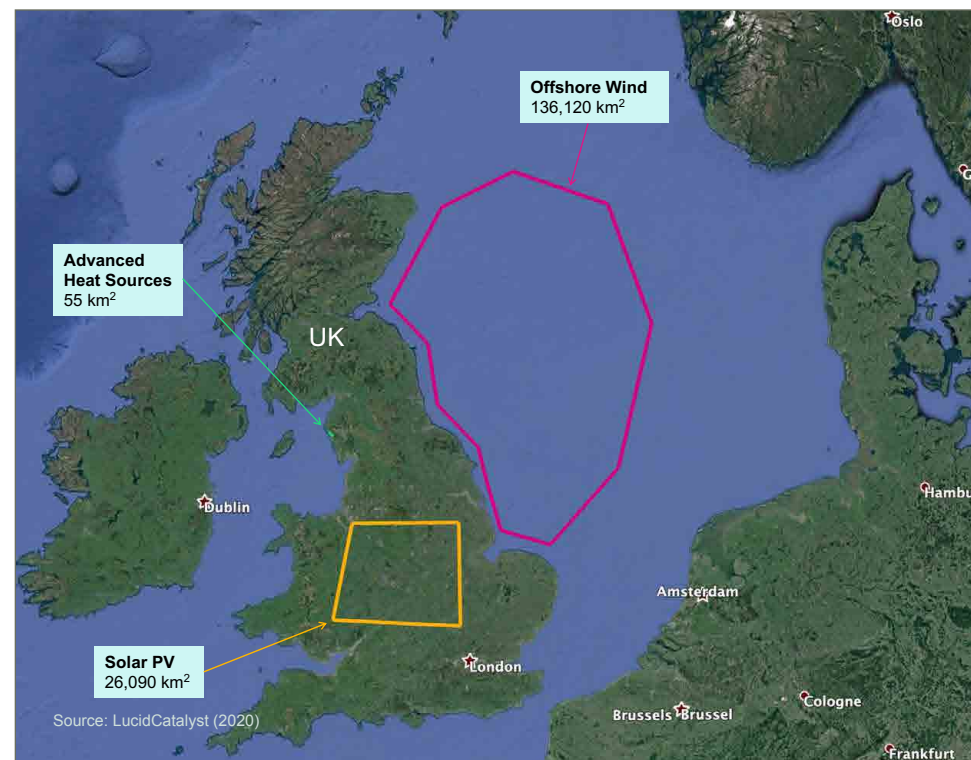 Oslo
Offshore Wind
136,120 km²
Advanced
Heat Sources
55 km²
UK
Dublin
Hambu
Amsterdam
Solar PV
26,090 km²
London
Source: LucidCatalyst (2020)
Brussels Brussel
Cologne
Frankfurt